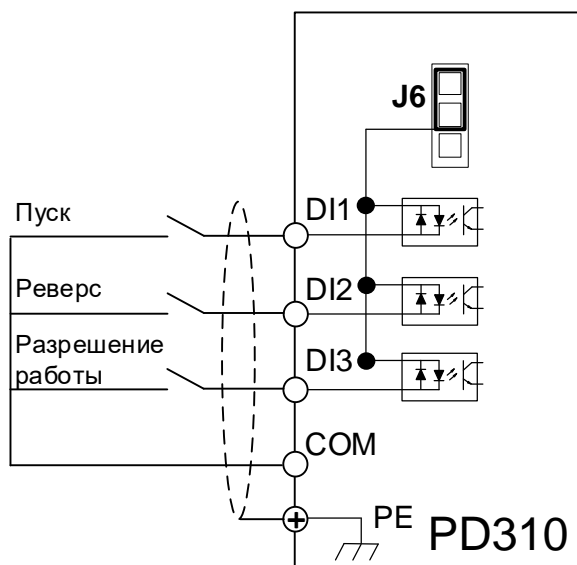 J6
Пуск
DI1
Реверс
DI2
Разрешение
работы
DI3
COM
PE
PD310